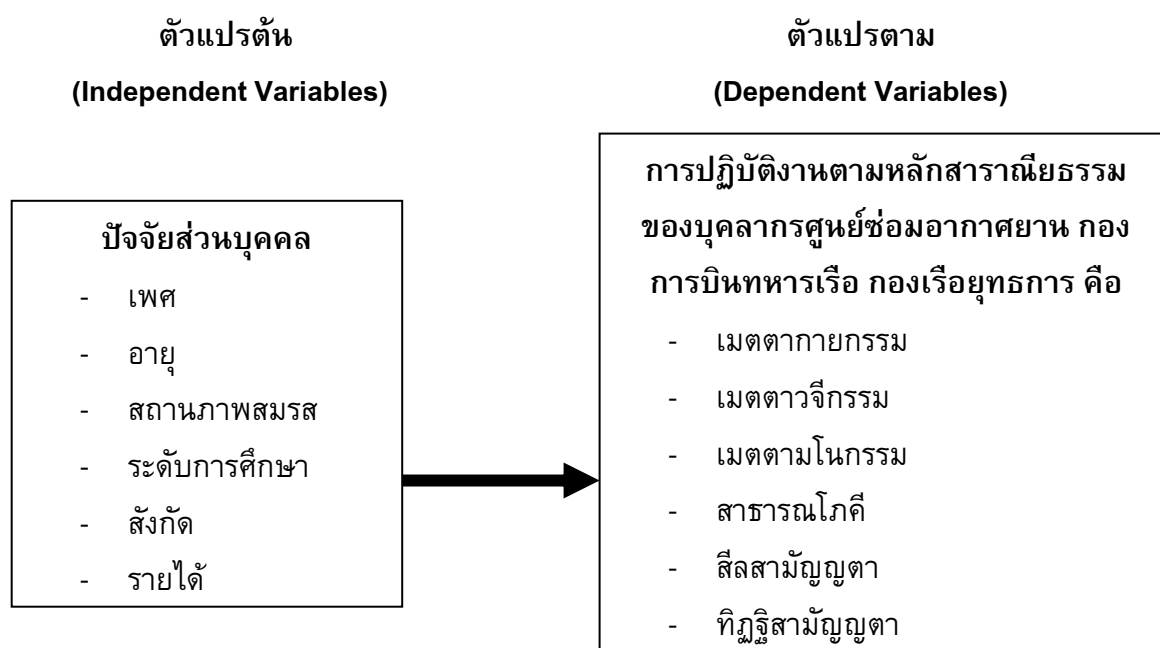 ตัวแปรต้น
(Independent Variables)
ปัจจัยส่วนบุคคล
- เพศ
- อายุ
- สถานภาพสมรส
- ระดับการศึกษา
- สังกัด
- รายได้
ตัวแปรตาม
(Dependent Variables)
การปฏิบัติงานตามหลักสาราณียธรรม
ของบุคลากรศูนย์ซ่อมอากาศยาน กอง
การบินทหารเรือ กองเรือยุทธการ คือ
- เมตตากายกรรม
- เมตตาวจีกรรม
- เมตตามโนกรรม
- สาธารณโภคี
- สีลสามัญญตา
- ทิฏฐิสามัญญตา